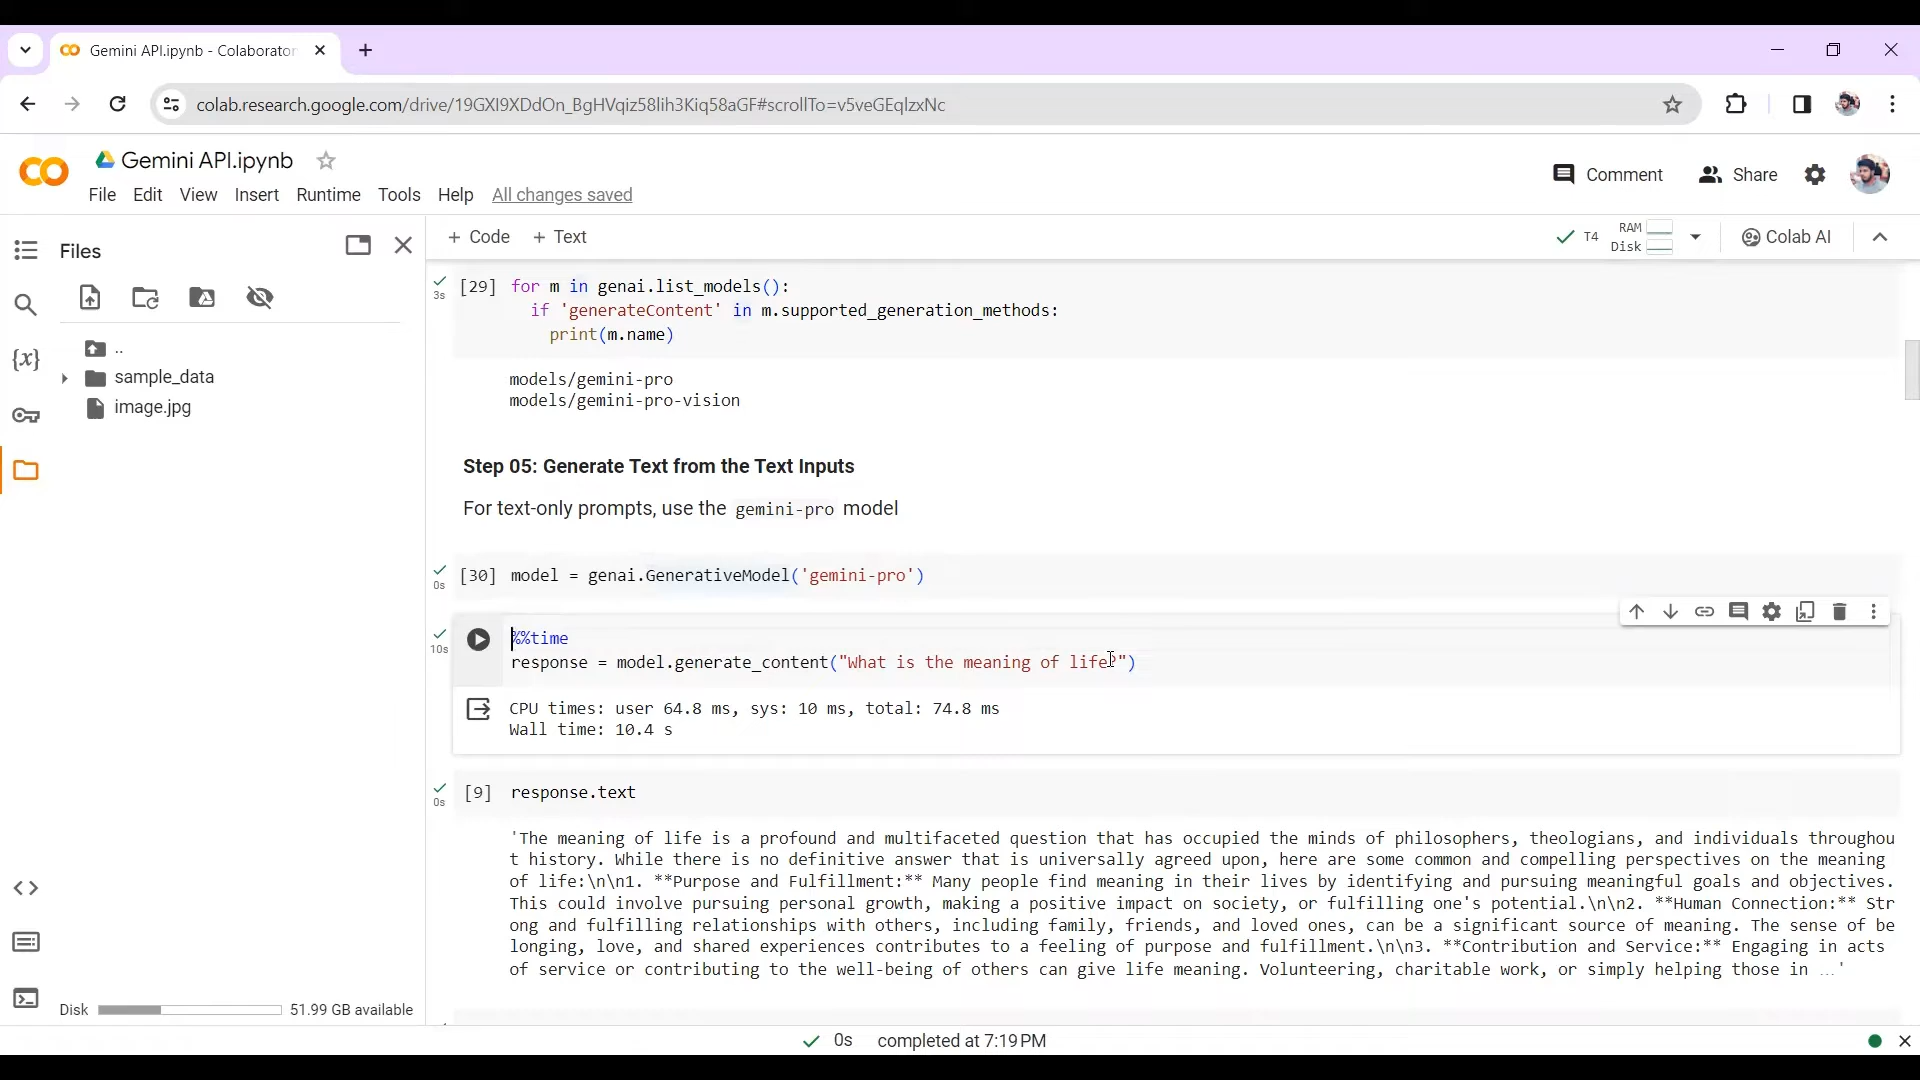 Gemini API.ipynb - Colaborator
colab.research.google.com/drive/19GXI9XDdOn_BgHVqiz58lih3Kiq58aGF#scrollTo=v5veGEqlzxNc
Gemini API.ipynb
File Edit View Insert Runtime Tools Help All changes saved
Comment Share
Files
+ Code + Text
T4 RAM Disk
Colab AI
3s
[29] for m in genai.list_models():
if 'generateContent' in m.supported_generation_methods:
print(m.name)
models/gemini-pro
models/gemini-pro-vision
{x}
..
sample_data
image.jpg
Step 05: Generate Text from the Text Inputs
For text-only prompts, use the gemini-pro model
0s
[30] model = genai.GenerativeModel('gemini-pro')
10s
%%time
response = model.generate_content("What is the meaning of life?")
CPU times: user 64.8 ms, sys: 10 ms, total: 74.8 ms
Wall time: 10.4 s
0s
[9] response.text
'The meaning of life is a profound and multifaceted question that has occupied the minds of philosophers, theologians, and individuals throughou
t history. While there is no definitive answer that is universally agreed upon, here are some common and compelling perspectives on the meaning
of life:\n\n1. **Purpose and Fulfillment:** Many people find meaning in their lives by identifying and pursuing meaningful goals and objectives.
This could involve pursuing personal growth, making a positive impact on society, or fulfilling one's potential.\n\n2. **Human Connection:** Str
ong and fulfilling relationships with others, including family, friends, and loved ones, can be a significant source of meaning. The sense of be
longing, love, and shared experiences contributes to a feeling of purpose and fulfillment.\n\n3. **Contribution and Service:** Engaging in acts
of service or contributing to the well-being of others can give life meaning. Volunteering, charitable work, or simply helping those in …'
Disk 51.99 GB available
0s completed at 7:19 PM